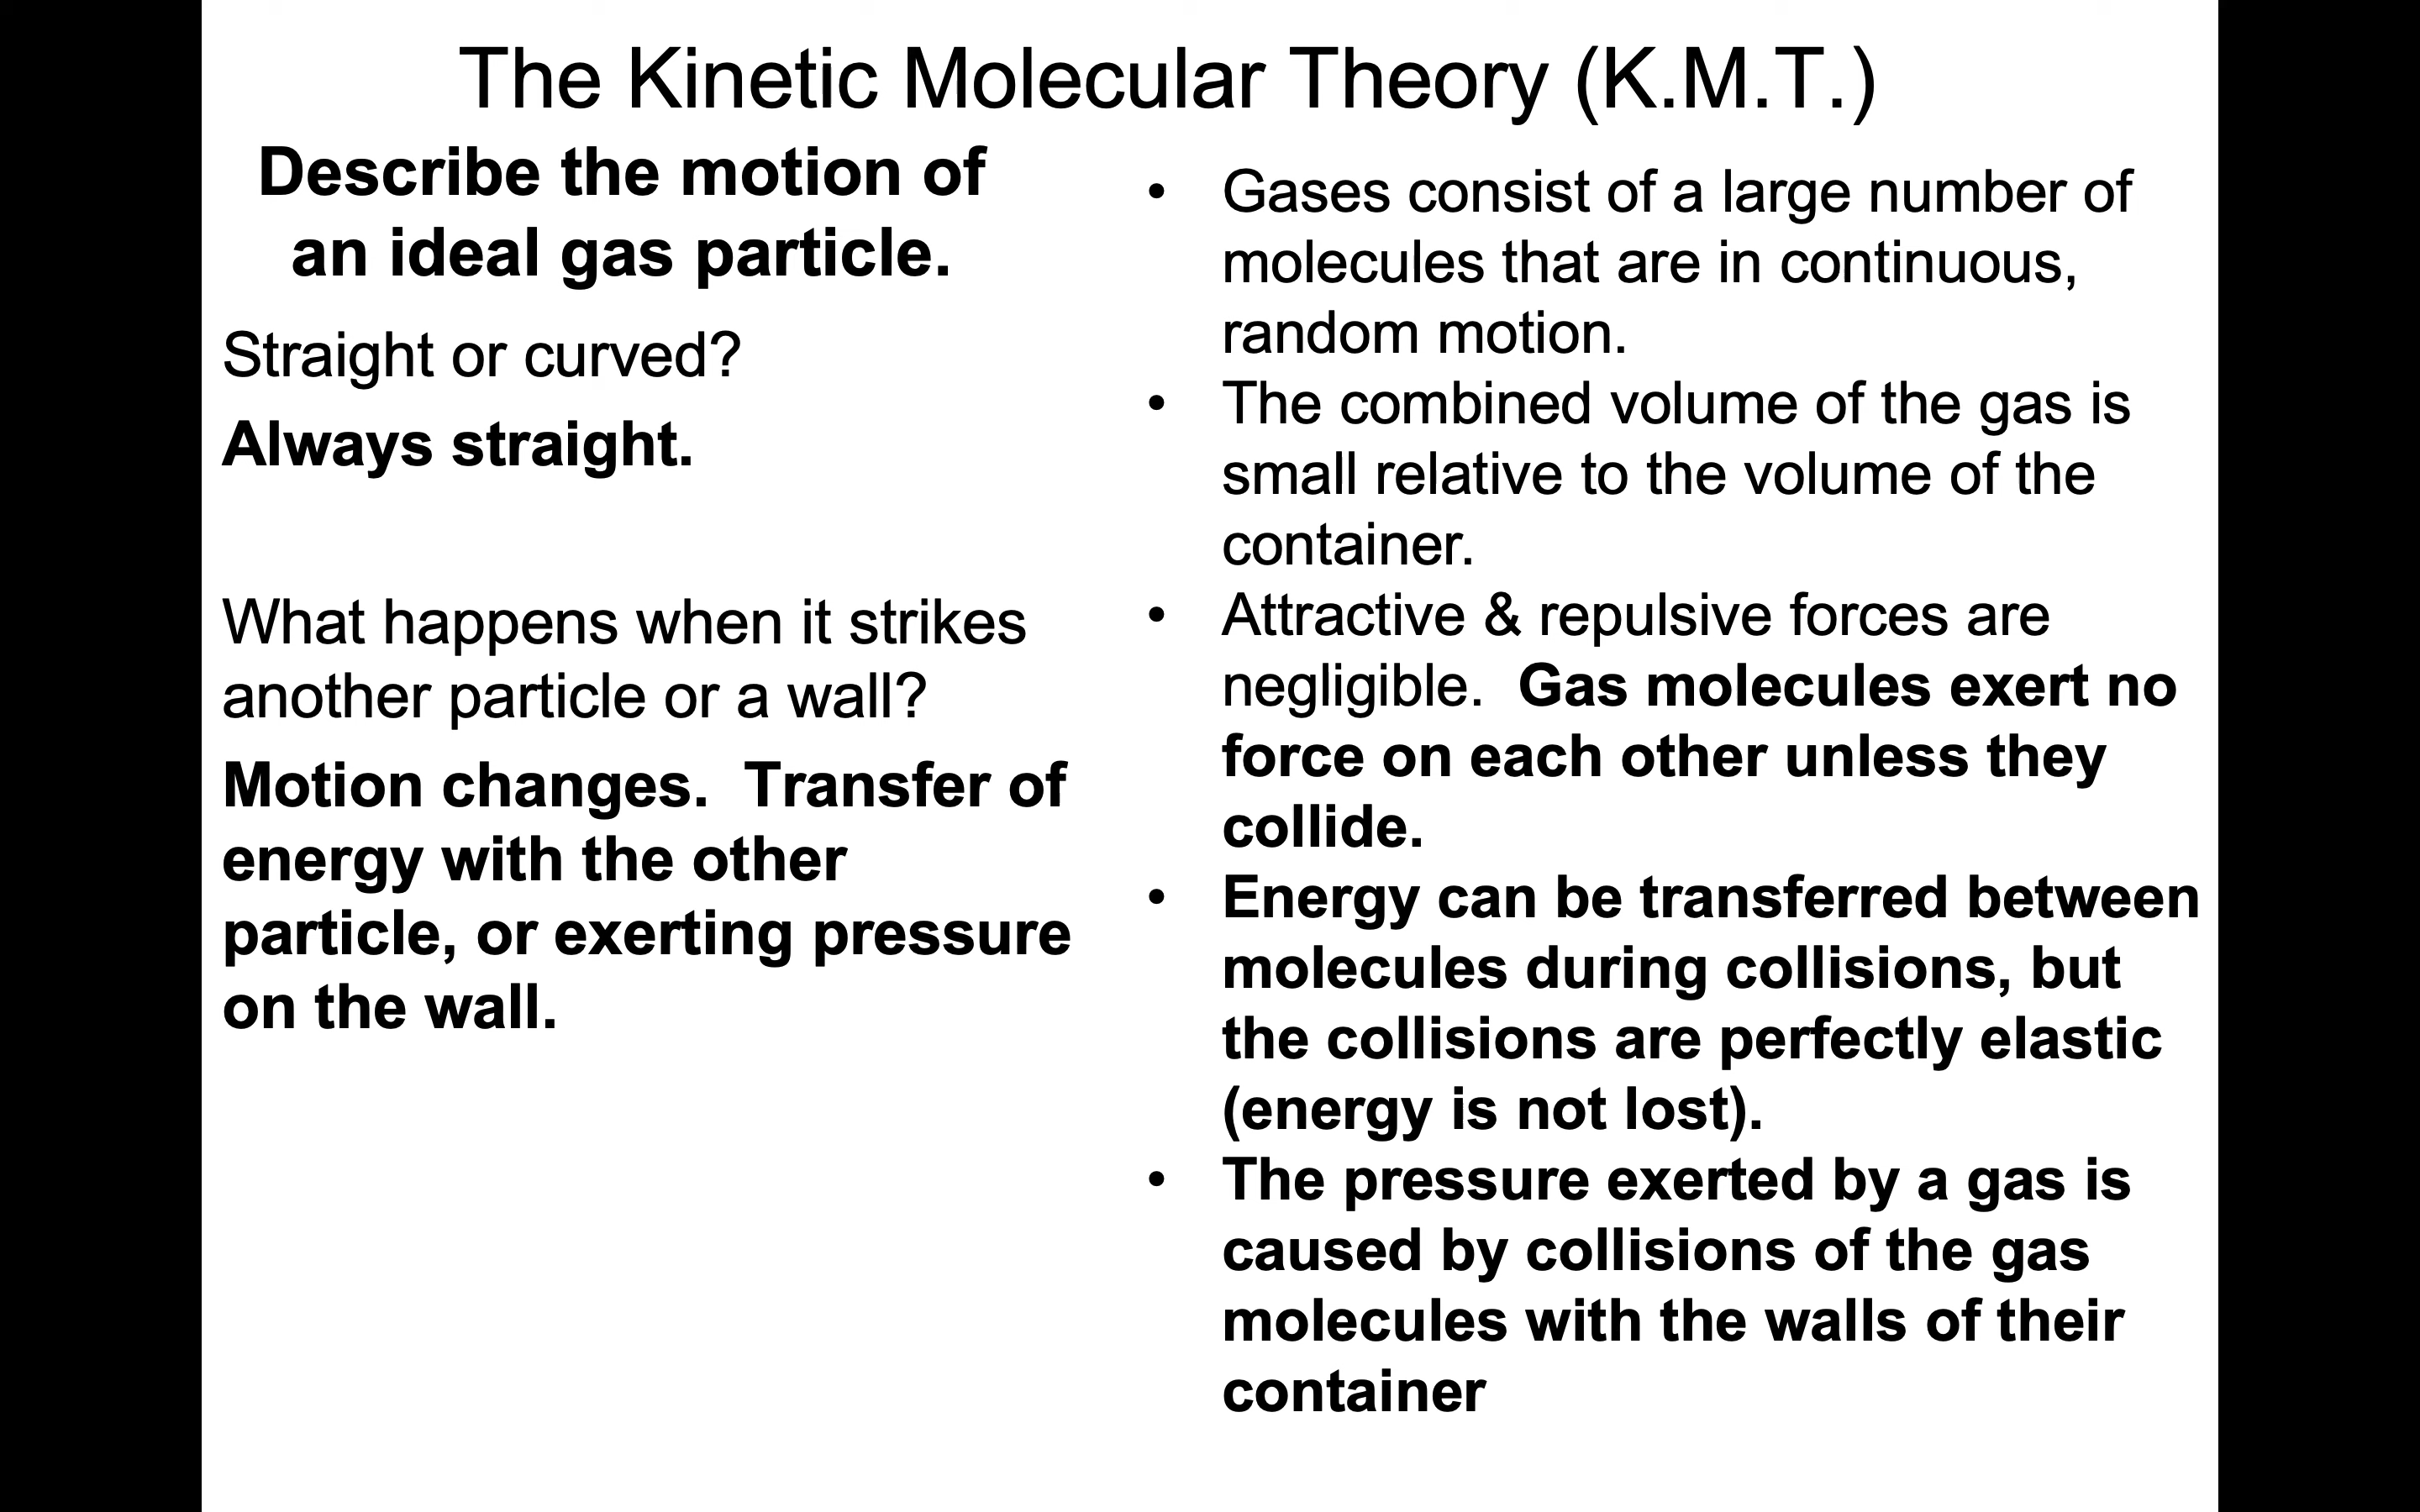 The Kinetic Molecular Theory (K.M.T.)
Describe the motion of
an ideal gas particle.
Straight or curved?
Always straight.
What happens when it strikes
another particle or a wall?
Motion changes.  Transfer of
energy with the other
particle, or exerting pressure
on the wall.
• Gases consist of a large number of
molecules that are in continuous,
random motion.
• The combined volume of the gas is
small relative to the volume of the
container.
• Attractive & repulsive forces are
negligible.  Gas molecules exert no
force on each other unless they
collide.
• Energy can be transferred between
molecules during collisions, but
the collisions are perfectly elastic
(energy is not lost).
• The pressure exerted by a gas is
caused by collisions of the gas
molecules with the walls of their
container